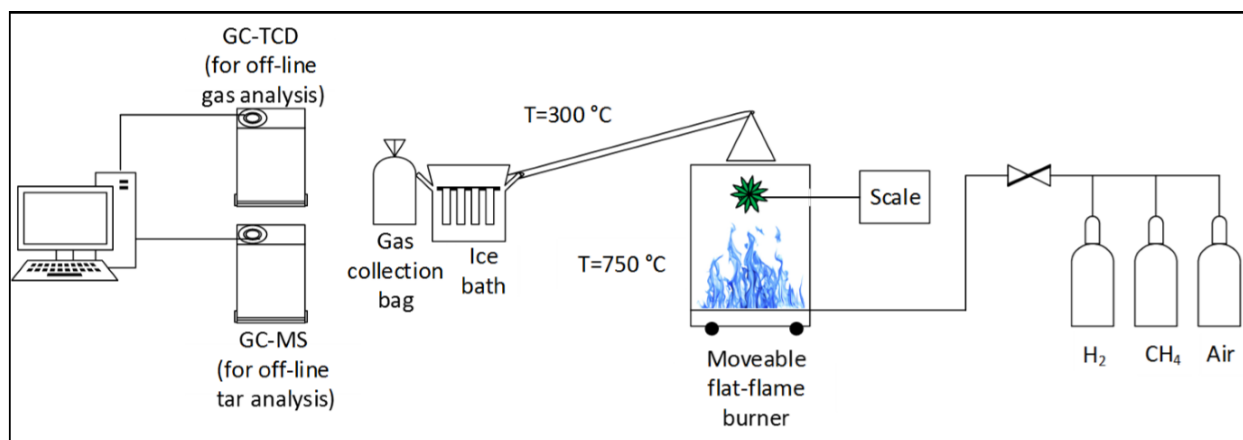 GC-TCD
(for off-line
gas analysis)
T=300 °C
Scale
Gas
collection
bag
Ice
bath
T=750 °C
GC-MS
(for off-line
tar analysis)
Moveable
flat-flame
burner
H₂
CH₄
Air